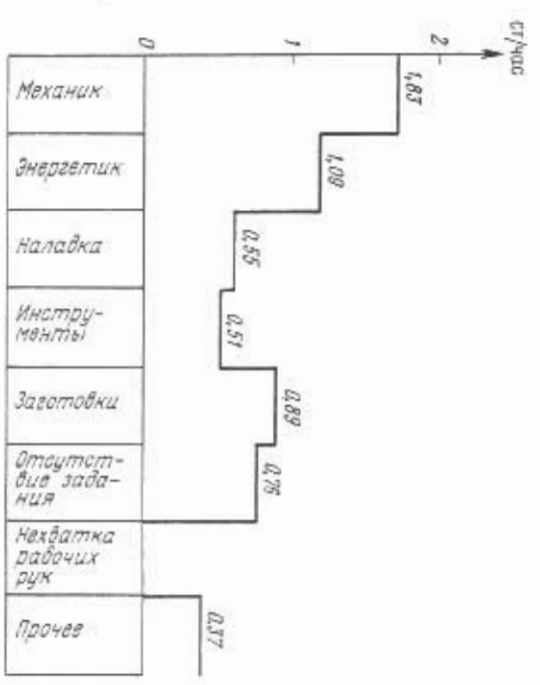 0
1
2
ст/час
Механик
1,83
Энергетик
1,09
Наладка
0,55
Инстру-
менты
0,51
Заготовки
0,89
Отсутст-
вие зада-
ния
0,76
Нехватка
рабочих
рук
Прочее
0,37